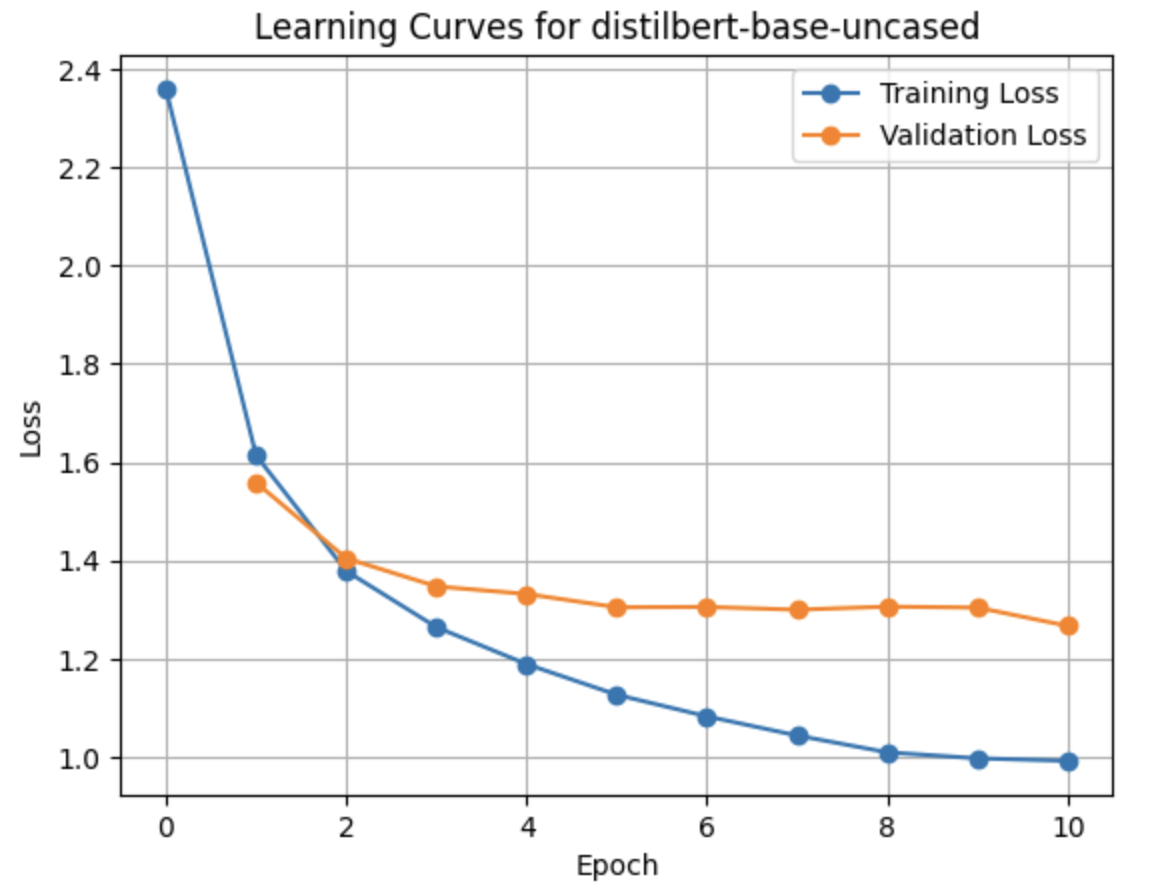 Learning Curves for distilbert-base-uncased
Training Loss
Validation Loss
2.4
2.2
2.0
1.8
1.6
1.4
1.2
1.0
Loss
0 2 4 6 8 10
Epoch